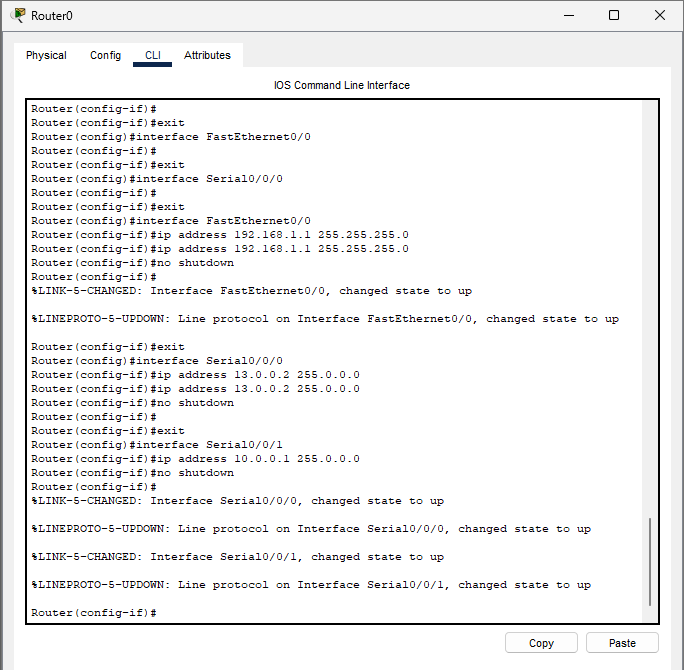 Router0
Physical Config CLI Attributes
IOS Command Line Interface
Router(config-if)#
Router(config-if)#exit
Router(config)#interface FastEthernet0/0
Router(config-if)#
Router(config-if)#exit
Router(config)#interface Serial0/0/0
Router(config-if)#
Router(config-if)#exit
Router(config)#interface FastEthernet0/0
Router(config-if)#ip address 192.168.1.1 255.255.255.0
Router(config-if)#ip address 192.168.1.1 255.255.255.0
Router(config-if)#no shutdown
Router(config-if)#
%LINK-5-CHANGED: Interface FastEthernet0/0, changed state to up
%LINEPROTO-5-UPDOWN: Line protocol on Interface FastEthernet0/0, changed state to up
Router(config-if)#exit
Router(config)#interface Serial0/0/0
Router(config-if)#ip address 13.0.0.2 255.0.0.0
Router(config-if)#ip address 13.0.0.2 255.0.0.0
Router(config-if)#no shutdown
Router(config-if)#
Router(config-if)#exit
Router(config)#interface Serial0/0/1
Router(config-if)#ip address 10.0.0.1 255.0.0.0
Router(config-if)#no shutdown
Router(config-if)#
%LINK-5-CHANGED: Interface Serial0/0/0, changed state to up
%LINEPROTO-5-UPDOWN: Line protocol on Interface Serial0/0/0, changed state to up
%LINK-5-CHANGED: Interface Serial0/0/1, changed state to up
%LINEPROTO-5-UPDOWN: Line protocol on Interface Serial0/0/1, changed state to up
Router(config-if)#
Copy Paste